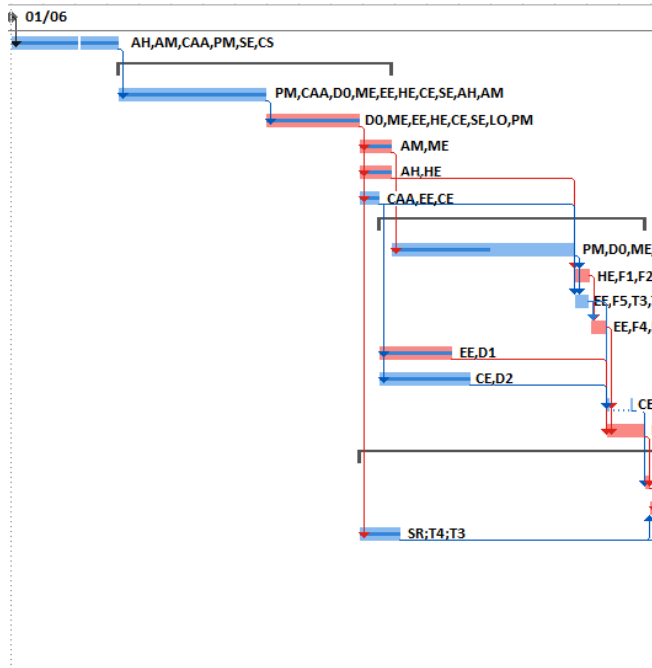 01/06
AH,AM,CAA,PM,SE,CS
PM,CAA,D0,ME,EE,HE,CE,SE,AH,AM
D0,ME,EE,HE,CE,SE,LO,PM
AM,ME
AH,HE
CAA,EE,CE
PM,D0,ME,
HE,F1,F2
EE,F5,T3,
EE,F4,
EE,D1
CE,D2
CE
SR;T4;T3